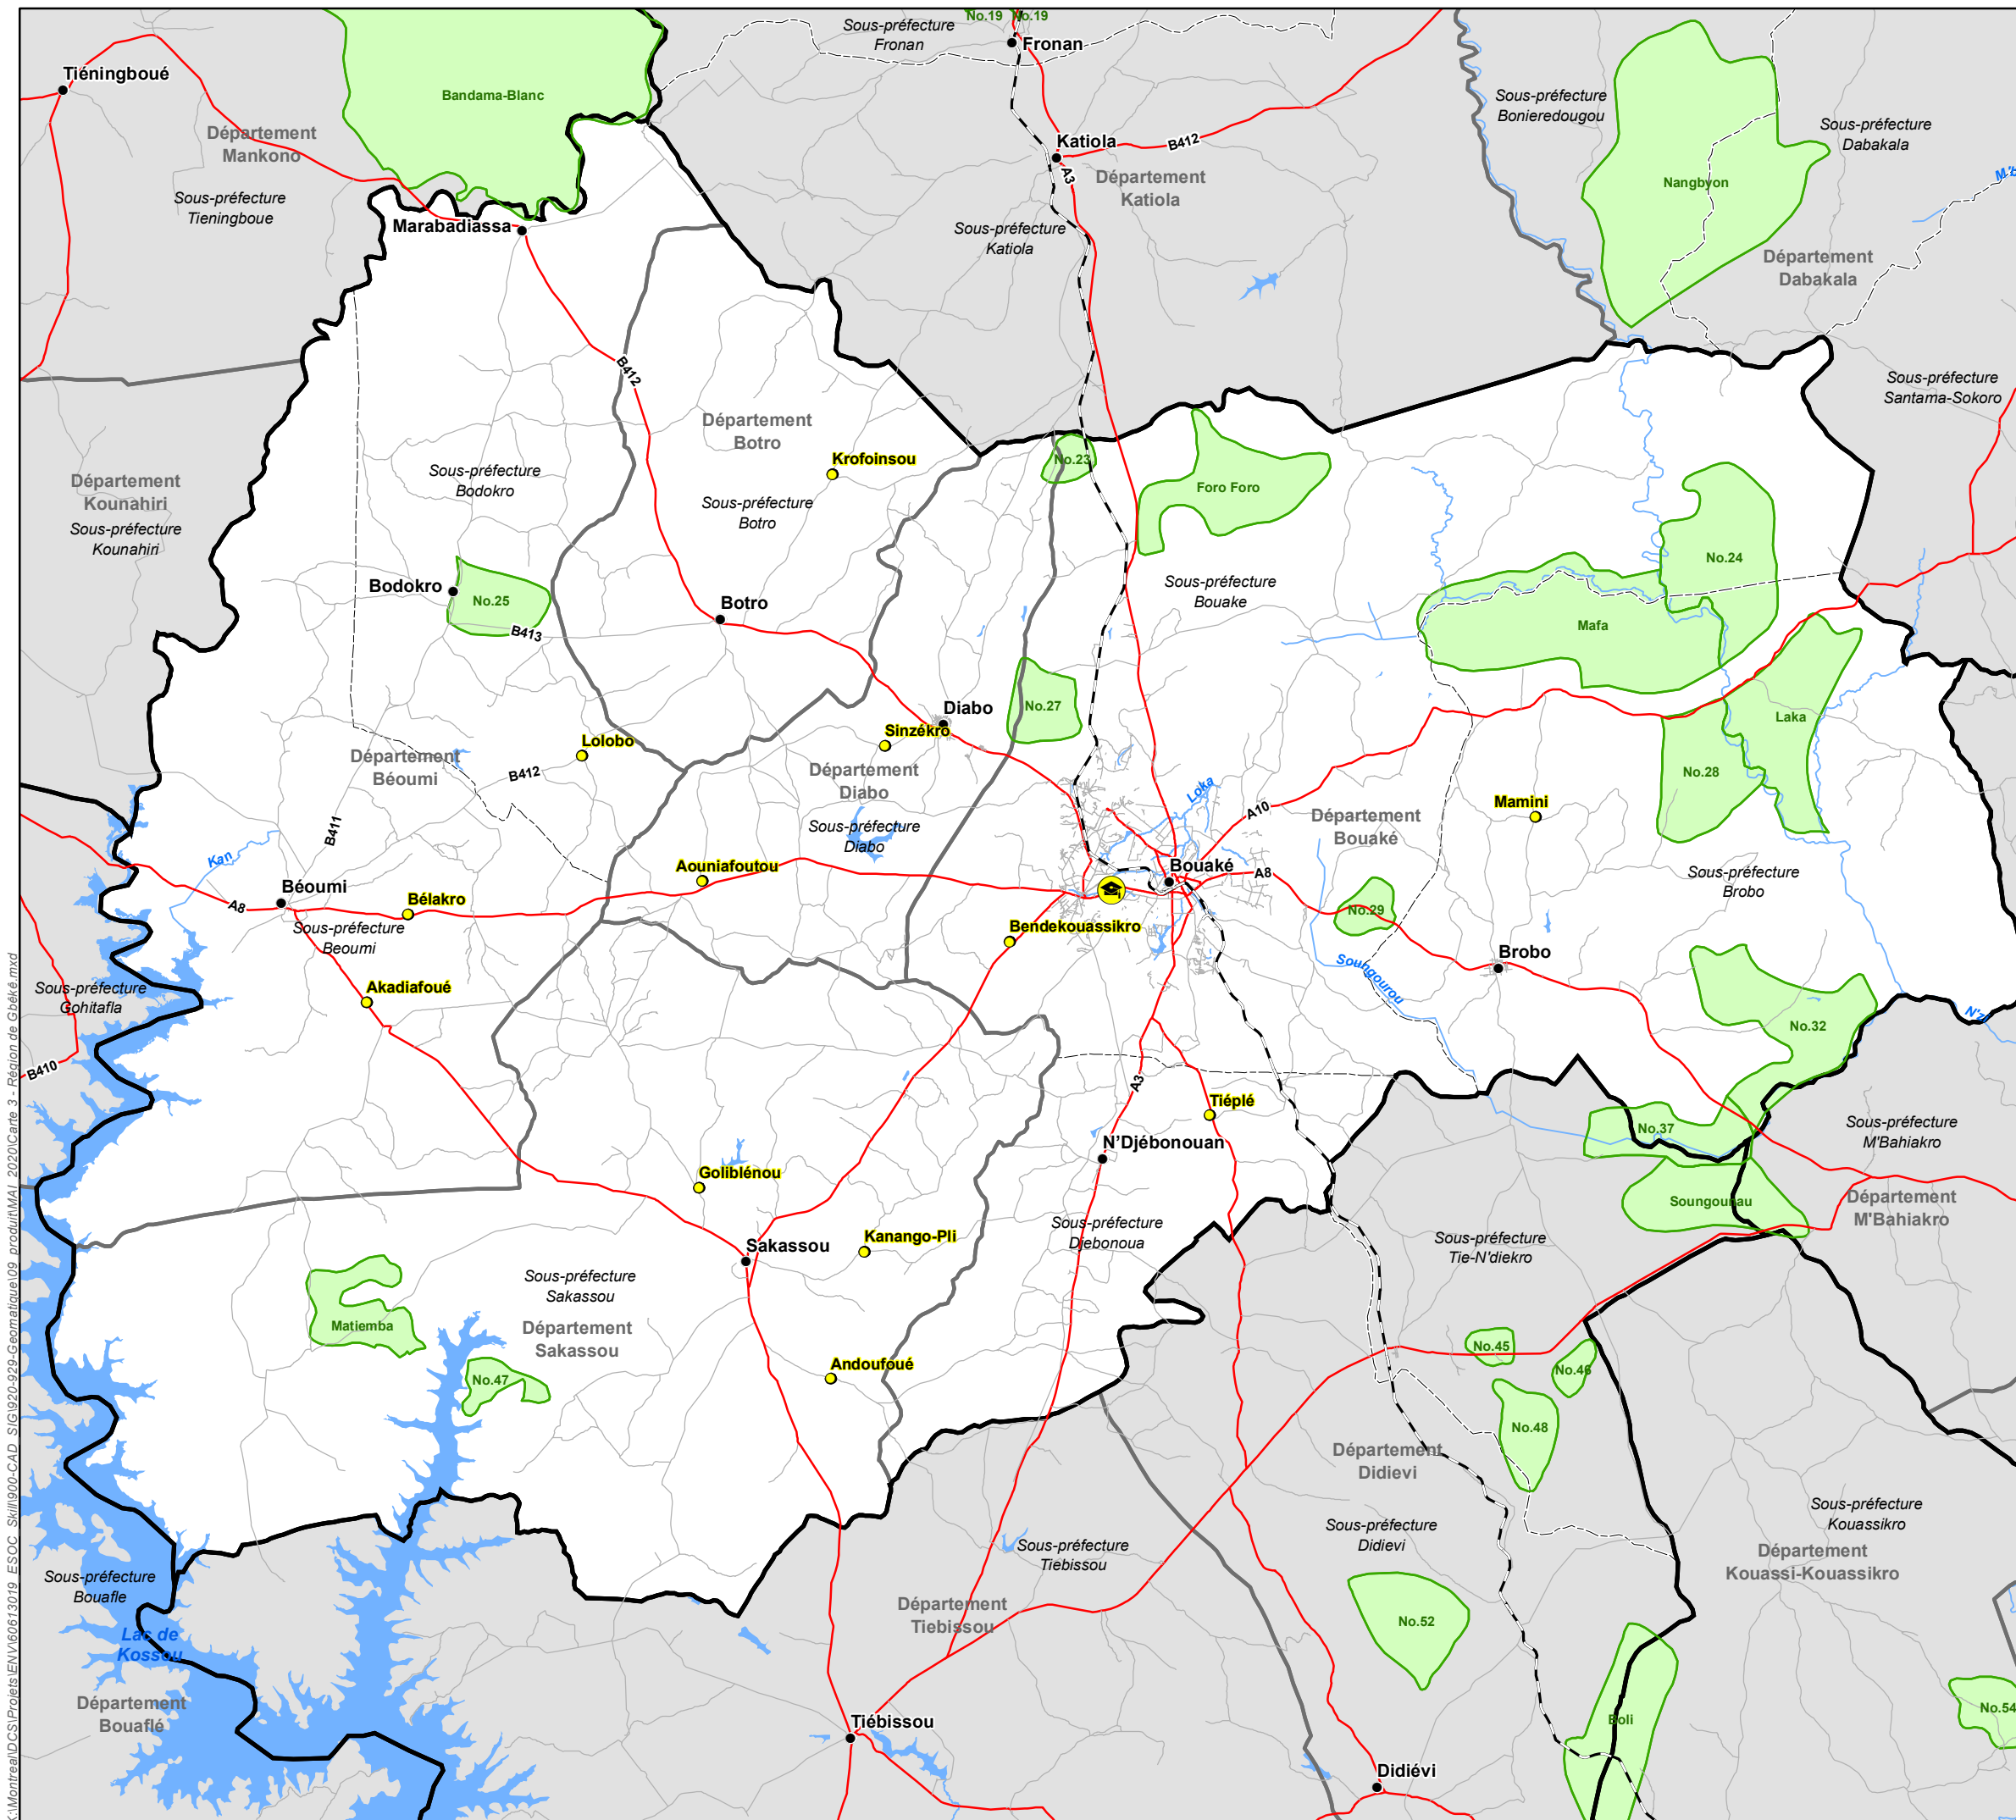 No.19
No.19
Sous-préfecture
Fronan
Fronan
Tiéningboué
Bandama-Blanc
Sous-préfecture
Bonieredougou
Sous-préfecture
Dabakala
Département
Mankono
Katiola
B412
A3
Département
Katiola
Nangbyon
Sous-préfecture
Tieningboue
Marabadiassa
Sous-préfecture
Katiola
Département
Dabakala
B412
Sous-préfecture
Santama-Sokoro
Département
Botro
Krofoinsou
No.23
Foro Foro
Sous-préfecture
Bodokro
Département
Kounahiri
Sous-préfecture
Kounahiri
Sous-préfecture
Botro
No.24
Bodokro
No.25
Botro
B413
Sous-préfecture
Bouake
Mafa
No.27
Diabo
Laka
Sinzékro
Lolobo
Département
Béoumi
B412
Département
Diabo
No.28
Loka
Mamini
A10
Département
Bouaké
B411
Sous-préfecture
Diabo
Kan
Aouniafoutou
Bouaké
A8
Sous-préfecture
Brobo
Béoumi
A8
Bélakro
No.29
Sous-préfecture
Beoumi
Bendekouassikro
Brobo
Soungourou
Akadiafoué
Sous-préfecture
Gohitafla
No.32
B410
A3
Tiéplé
No.37
Sous-préfecture
M'Bahiakro
N'Djébonouan
Goliblénou
Soungounau
Département
M'Bahiakro
Kanango-Pli
Sous-préfecture
Djebonoua
Sakassou
Sous-préfecture
Tie-N'diekro
Sous-préfecture
Sakassou
Matiemba
Département
Sakassou
No.45
No.46
Andoufoué
No.47
No.48
Département
Didievi
Sous-préfecture
Kouassikro
Sous-préfecture
Didievi
Sous-préfecture
Tiebissou
Département
Kouassi-Kouassikro
Sous-préfecture
Bouafle
Département
Tiebissou
No.52
Lac de
Kossou
Département
Bouaflé
No.54
Boli
Tiébissou
Didiévi